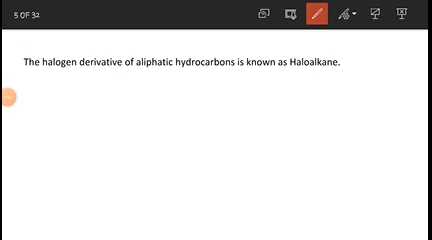 5 OF 32
The halogen derivative of aliphatic hydrocarbons is known as Haloalkane.